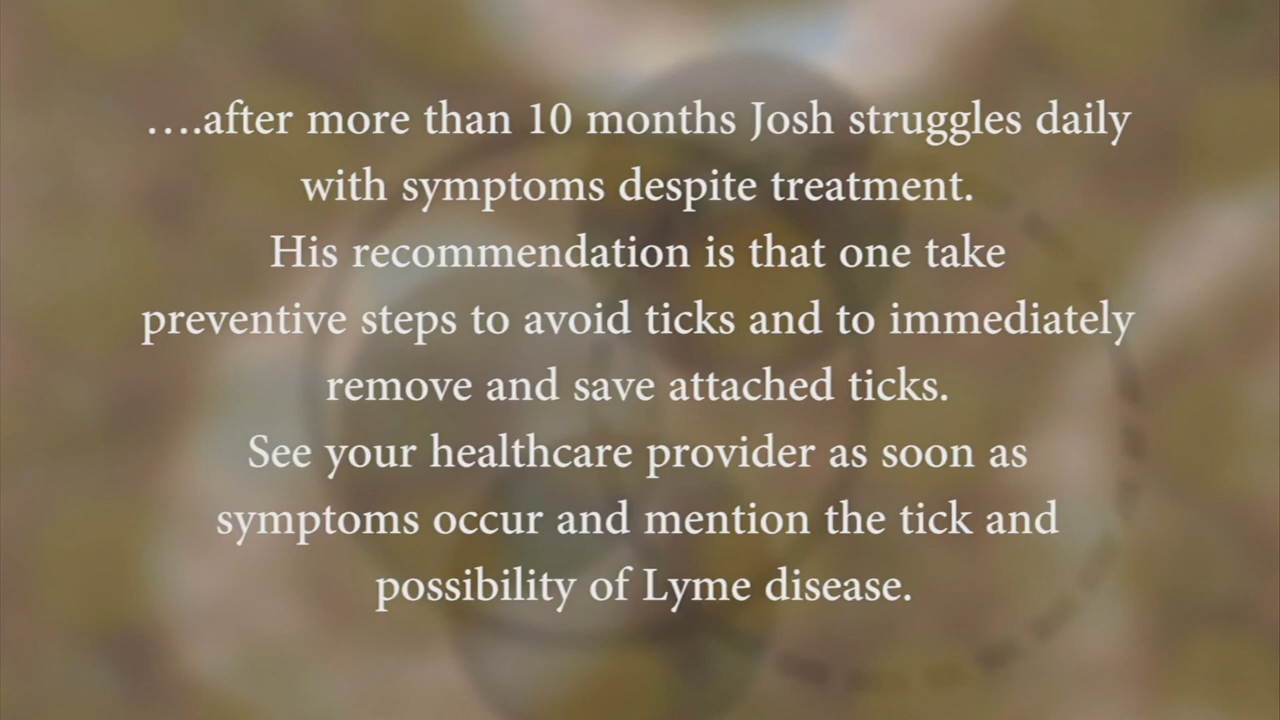 ….after more than 10 months Josh struggles daily
with symptoms despite treatment.
His recommendation is that one take
preventive steps to avoid ticks and to immediately
remove and save attached ticks.
See your healthcare provider as soon as
symptoms occur and mention the tick and
possibility of Lyme disease.